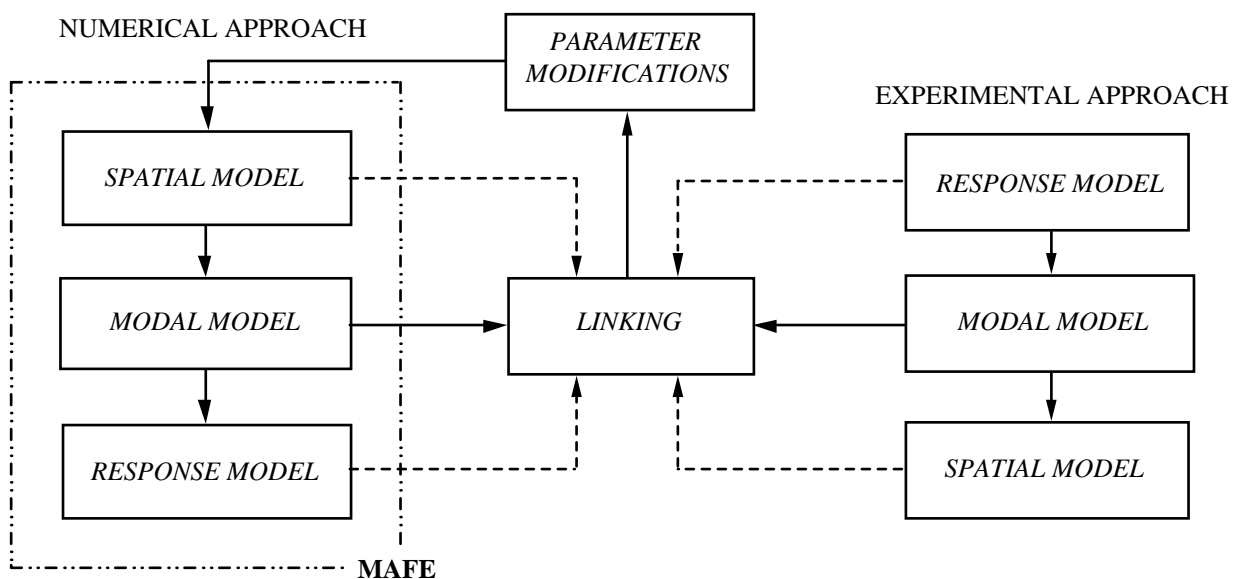 NUMERICAL APPROACH
PARAMETER
MODIFICATIONS
EXPERIMENTAL APPROACH
SPATIAL MODEL
RESPONSE MODEL
MODAL MODEL
LINKING
MODAL MODEL
RESPONSE MODEL
SPATIAL MODEL
MAFE